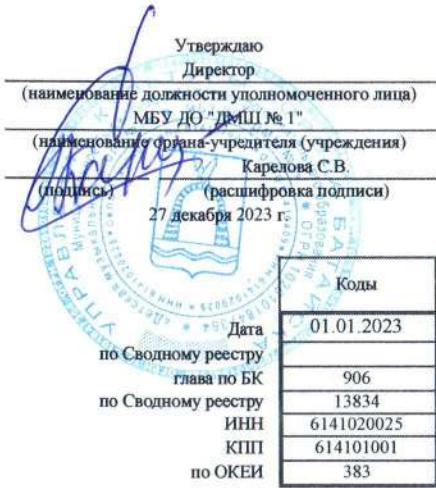 Утверждаю
Директор
(наименование должности уполномоченного лица)
МБУ ДО "ДМШ № 1"
(наименование органа-учредителя (учреждения)
Карелова С.В.
(подпись) (расшифровка подписи)
27 декабря 2023 г.
Коды
Дата 01.01.2023
по Сводному реестру
глава по БК 906
по Сводному реестру 13834
ИНН 6141020025
КПП 614101001
по ОКЕИ 383